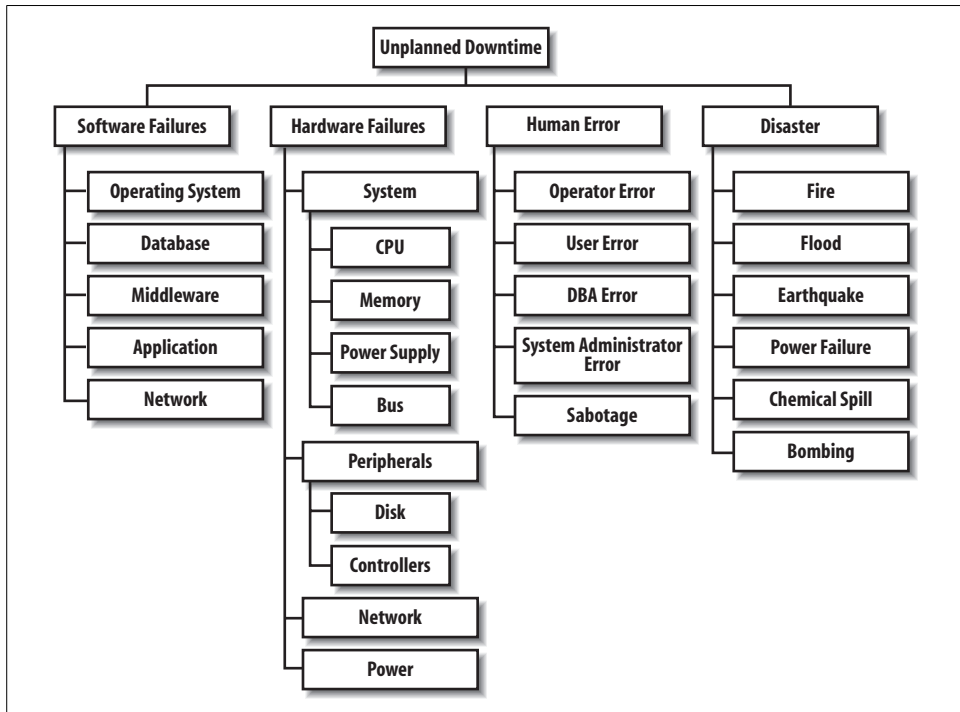 Unplanned Downtime
Software Failures
Operating System
Database
Middleware
Application
Network
Hardware Failures
System
CPU
Memory
Power Supply
Bus
Peripherals
Disk
Controllers
Network
Power
Human Error
Operator Error
User Error
DBA Error
System Administrator
Error
Sabotage
Disaster
Fire
Flood
Earthquake
Power Failure
Chemical Spill
Bombing